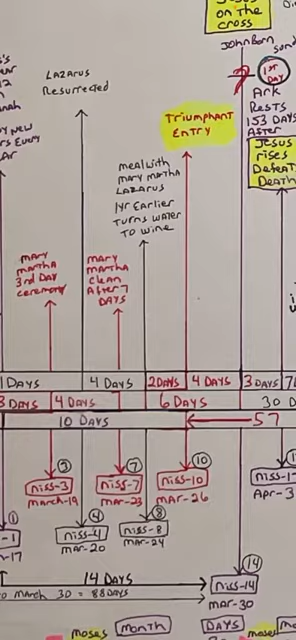 Jesus
on the
cross
John Born
LAZARUS
Resurrected
1st
DAY
Ark
Rests
153 DAYS
After
TRIUMPHANT
ENTRY
Jesus
rises
Defeats
Death
meal with
mary martha
LAZARUS
1yr Earlier
Turns water
To wine
mary
martha
3rd Day
ceremony
mary
martha
clean
After 7
DAYS
DAYS
4 DAYS
2DAYS
4 DAYS
3 DAYS
DAYS
4 DAYS
6 DAYS
30 D
10 DAYS
57
3
niss-3
march-19
7
niss-7
mar-23
10
niss-10
mar-26
1
4
niss-4
mar-20
8
niss-8
mar-24
niss-1
Apr-3
14 DAYS
14
niss-14
mar-30
march 30 = 88DAYS
moses
month
DAYS
moses